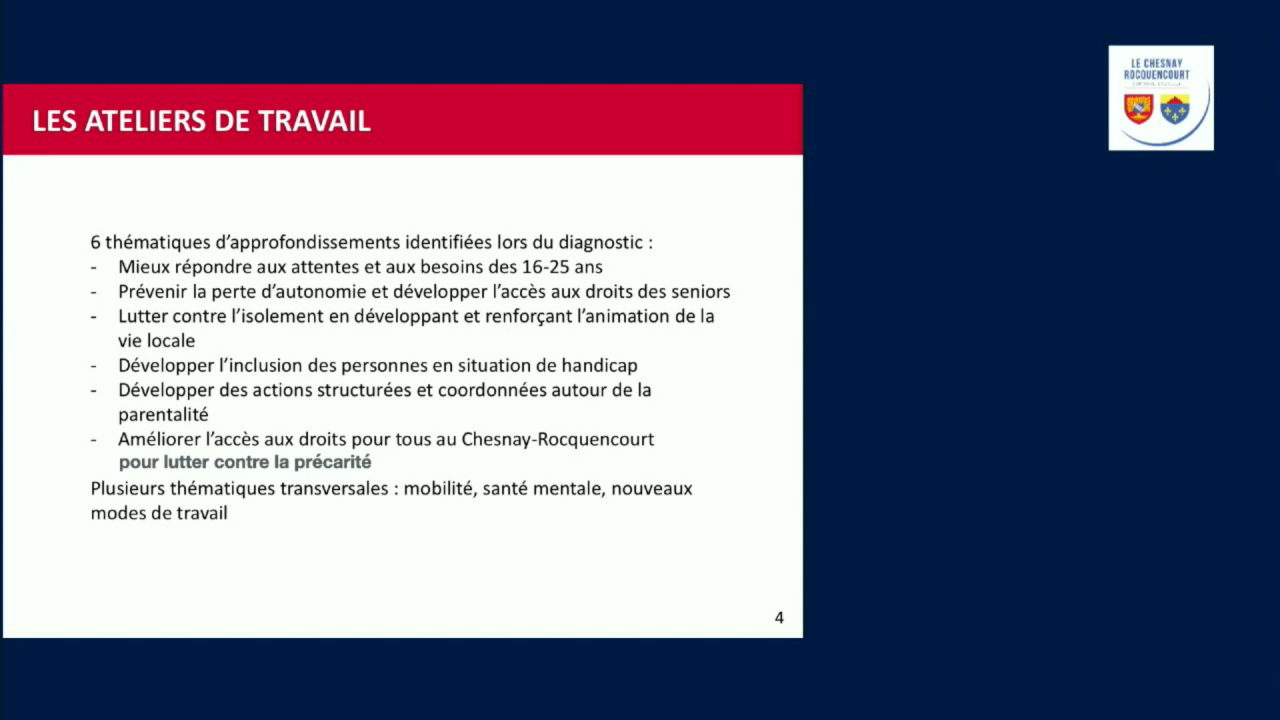 LE CHESNAY
ROCQUENCOURT
LES ATELIERS DE TRAVAIL
6 thématiques d’approfondissements identifiées lors du diagnostic :
- Mieux répondre aux attentes et aux besoins des 16-25 ans
- Prévenir la perte d’autonomie et développer l’accès aux droits des seniors
- Lutter contre l’isolement en développant et renforçant l’animation de la
vie locale
- Développer l’inclusion des personnes en situation de handicap
- Développer des actions structurées et coordonnées autour de la
parentalité
- Améliorer l’accès aux droits pour tous au Chesnay-Rocquencourt
pour lutter contre la précarité
Plusieurs thématiques transversales : mobilité, santé mentale, nouveaux
modes de travail
4